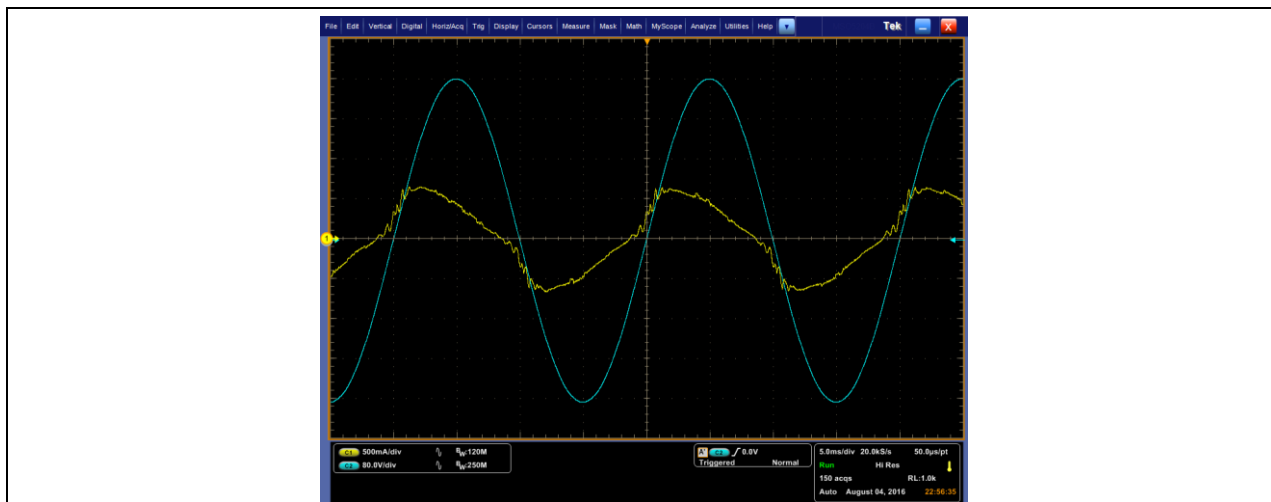 File Edit Vertical Digital Horiz/Acq Trig Display Cursors Measure Mask Math MyScope Analyze Utilities Help Tek X
1
C1 500mA/div BW:120M
C2 80.0V/div BW:250M
A' C2 0.0V
Triggered Normal
5.0ms/div 20.0kS/s 50.0µs/pt
Run Hi Res
150 acqs RL:1.0k
Auto August 04, 2016 22:56:35